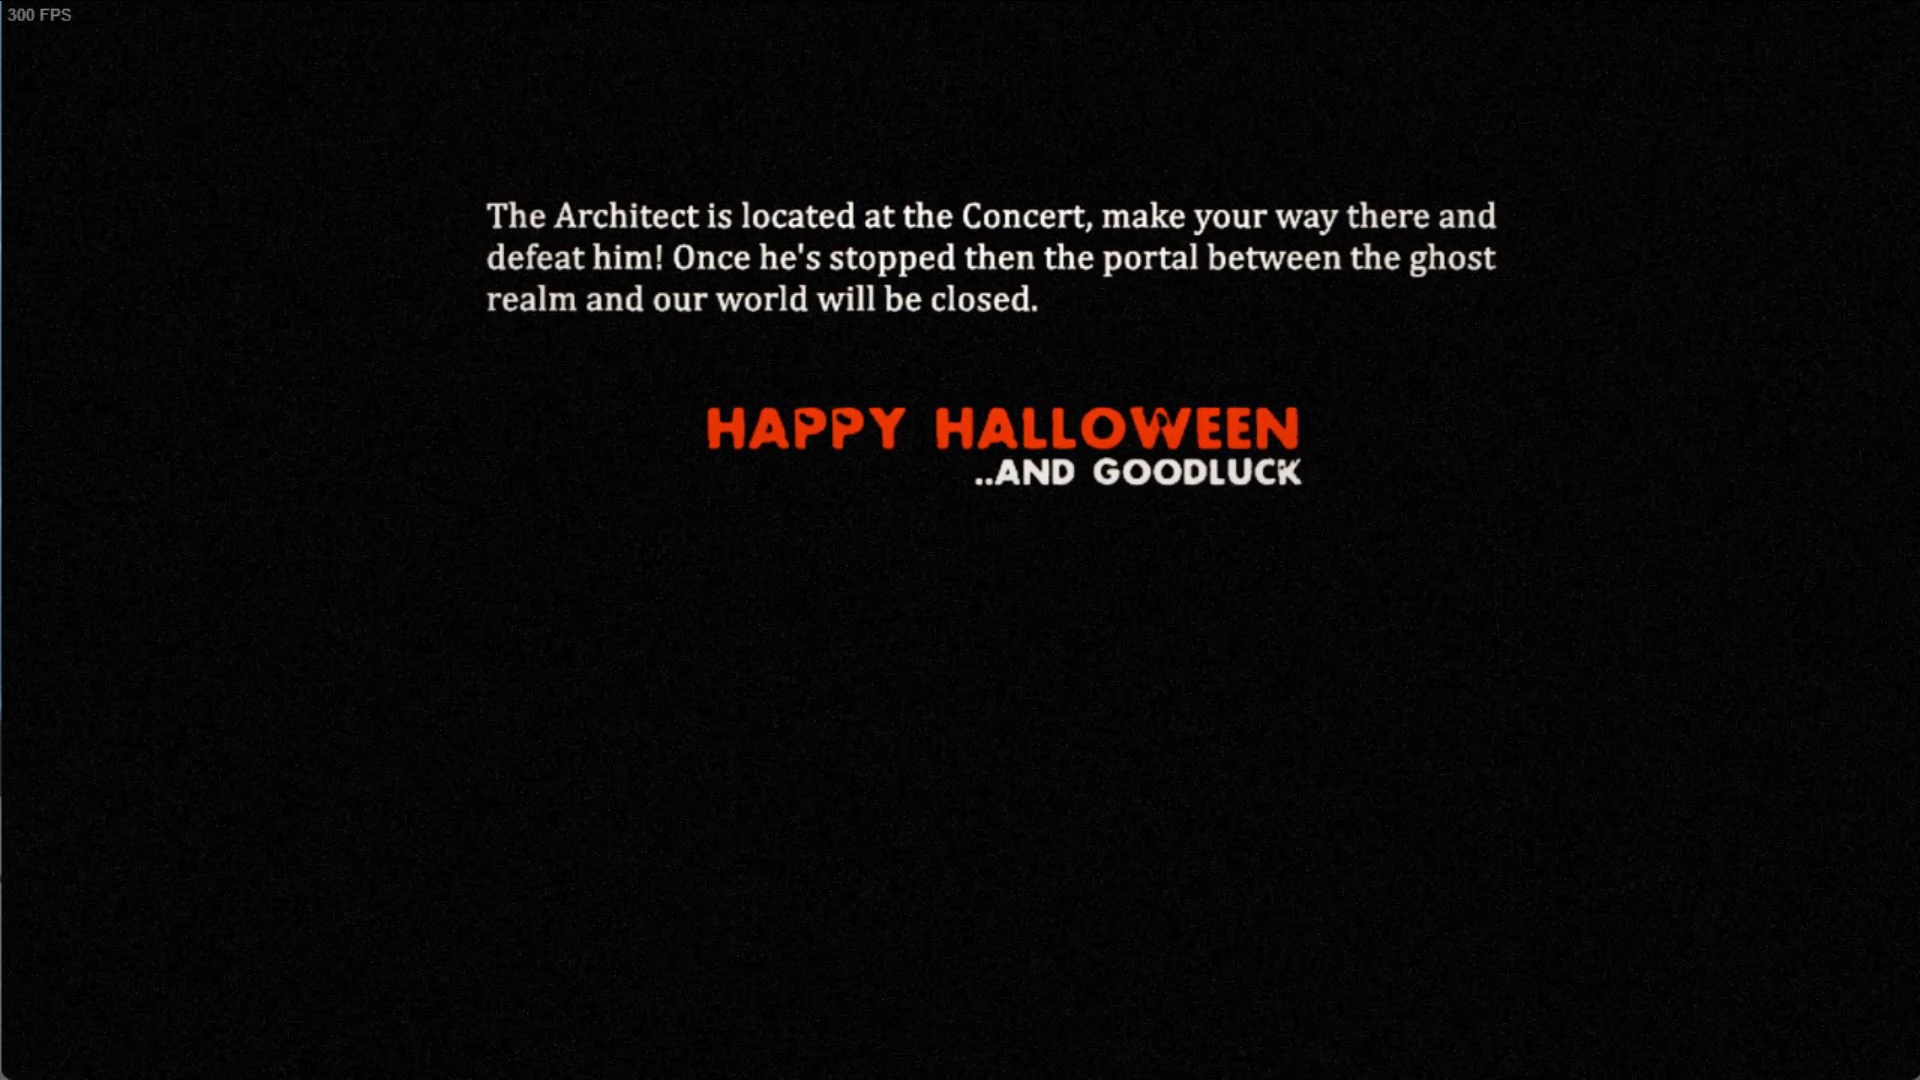 300 FPS
The Architect is located at the Concert, make your way there and
defeat him! Once he's stopped then the portal between the ghost
realm and our world will be closed.
HAPPY HALLOWEEN
..AND GOODLUCK